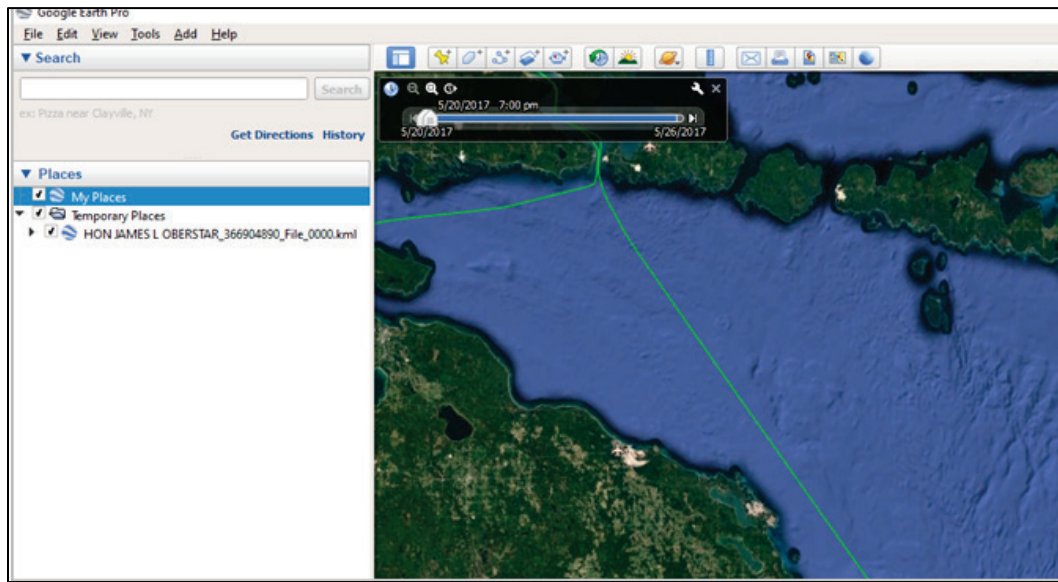 Google Earth Pro
File Edit View Tools Add Help
Search
Search
ex: Pizza near Clayville, NY
Get Directions History
Places
My Places
Temporary Places
HON JAMES L OBERSTAR_366904890_File_0000.kml
5/20/2017 7:00 pm
5/20/2017 5/26/2017